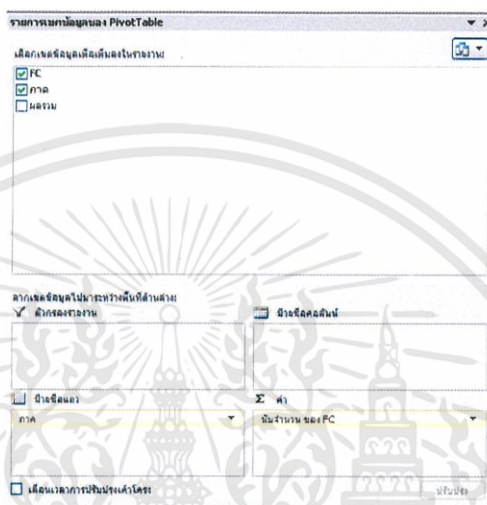 รายการเขตข้อมูลของ PivotTable
เลือกเขตข้อมูลเพื่อเพิ่มลงในรายงาน:
FC
ภาค
ผลรวม
ลากเขตข้อมูลไปมาระหว่างพื้นที่ด้านล่าง:
ตัวกรองรายงาน
ป้ายชื่อคอลัมน์
ป้ายชื่อแถว
Σ ค่า
ภาค
นับจำนวน ของ FC
เลื่อนเวลาการปรับปรุงเค้าโครง
ปรับปรุง